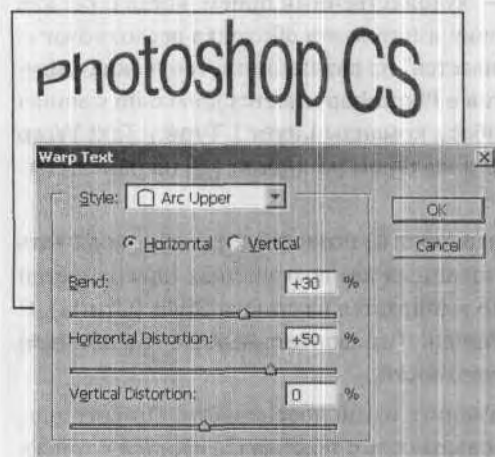 Photoshop Cs
Warp Text
Style: Arc Upper
Horizontal Vertical
OK
Cancel
Bend: +30 %
Horizontal Distortion: +50 %
Vertical Distortion: 0 %